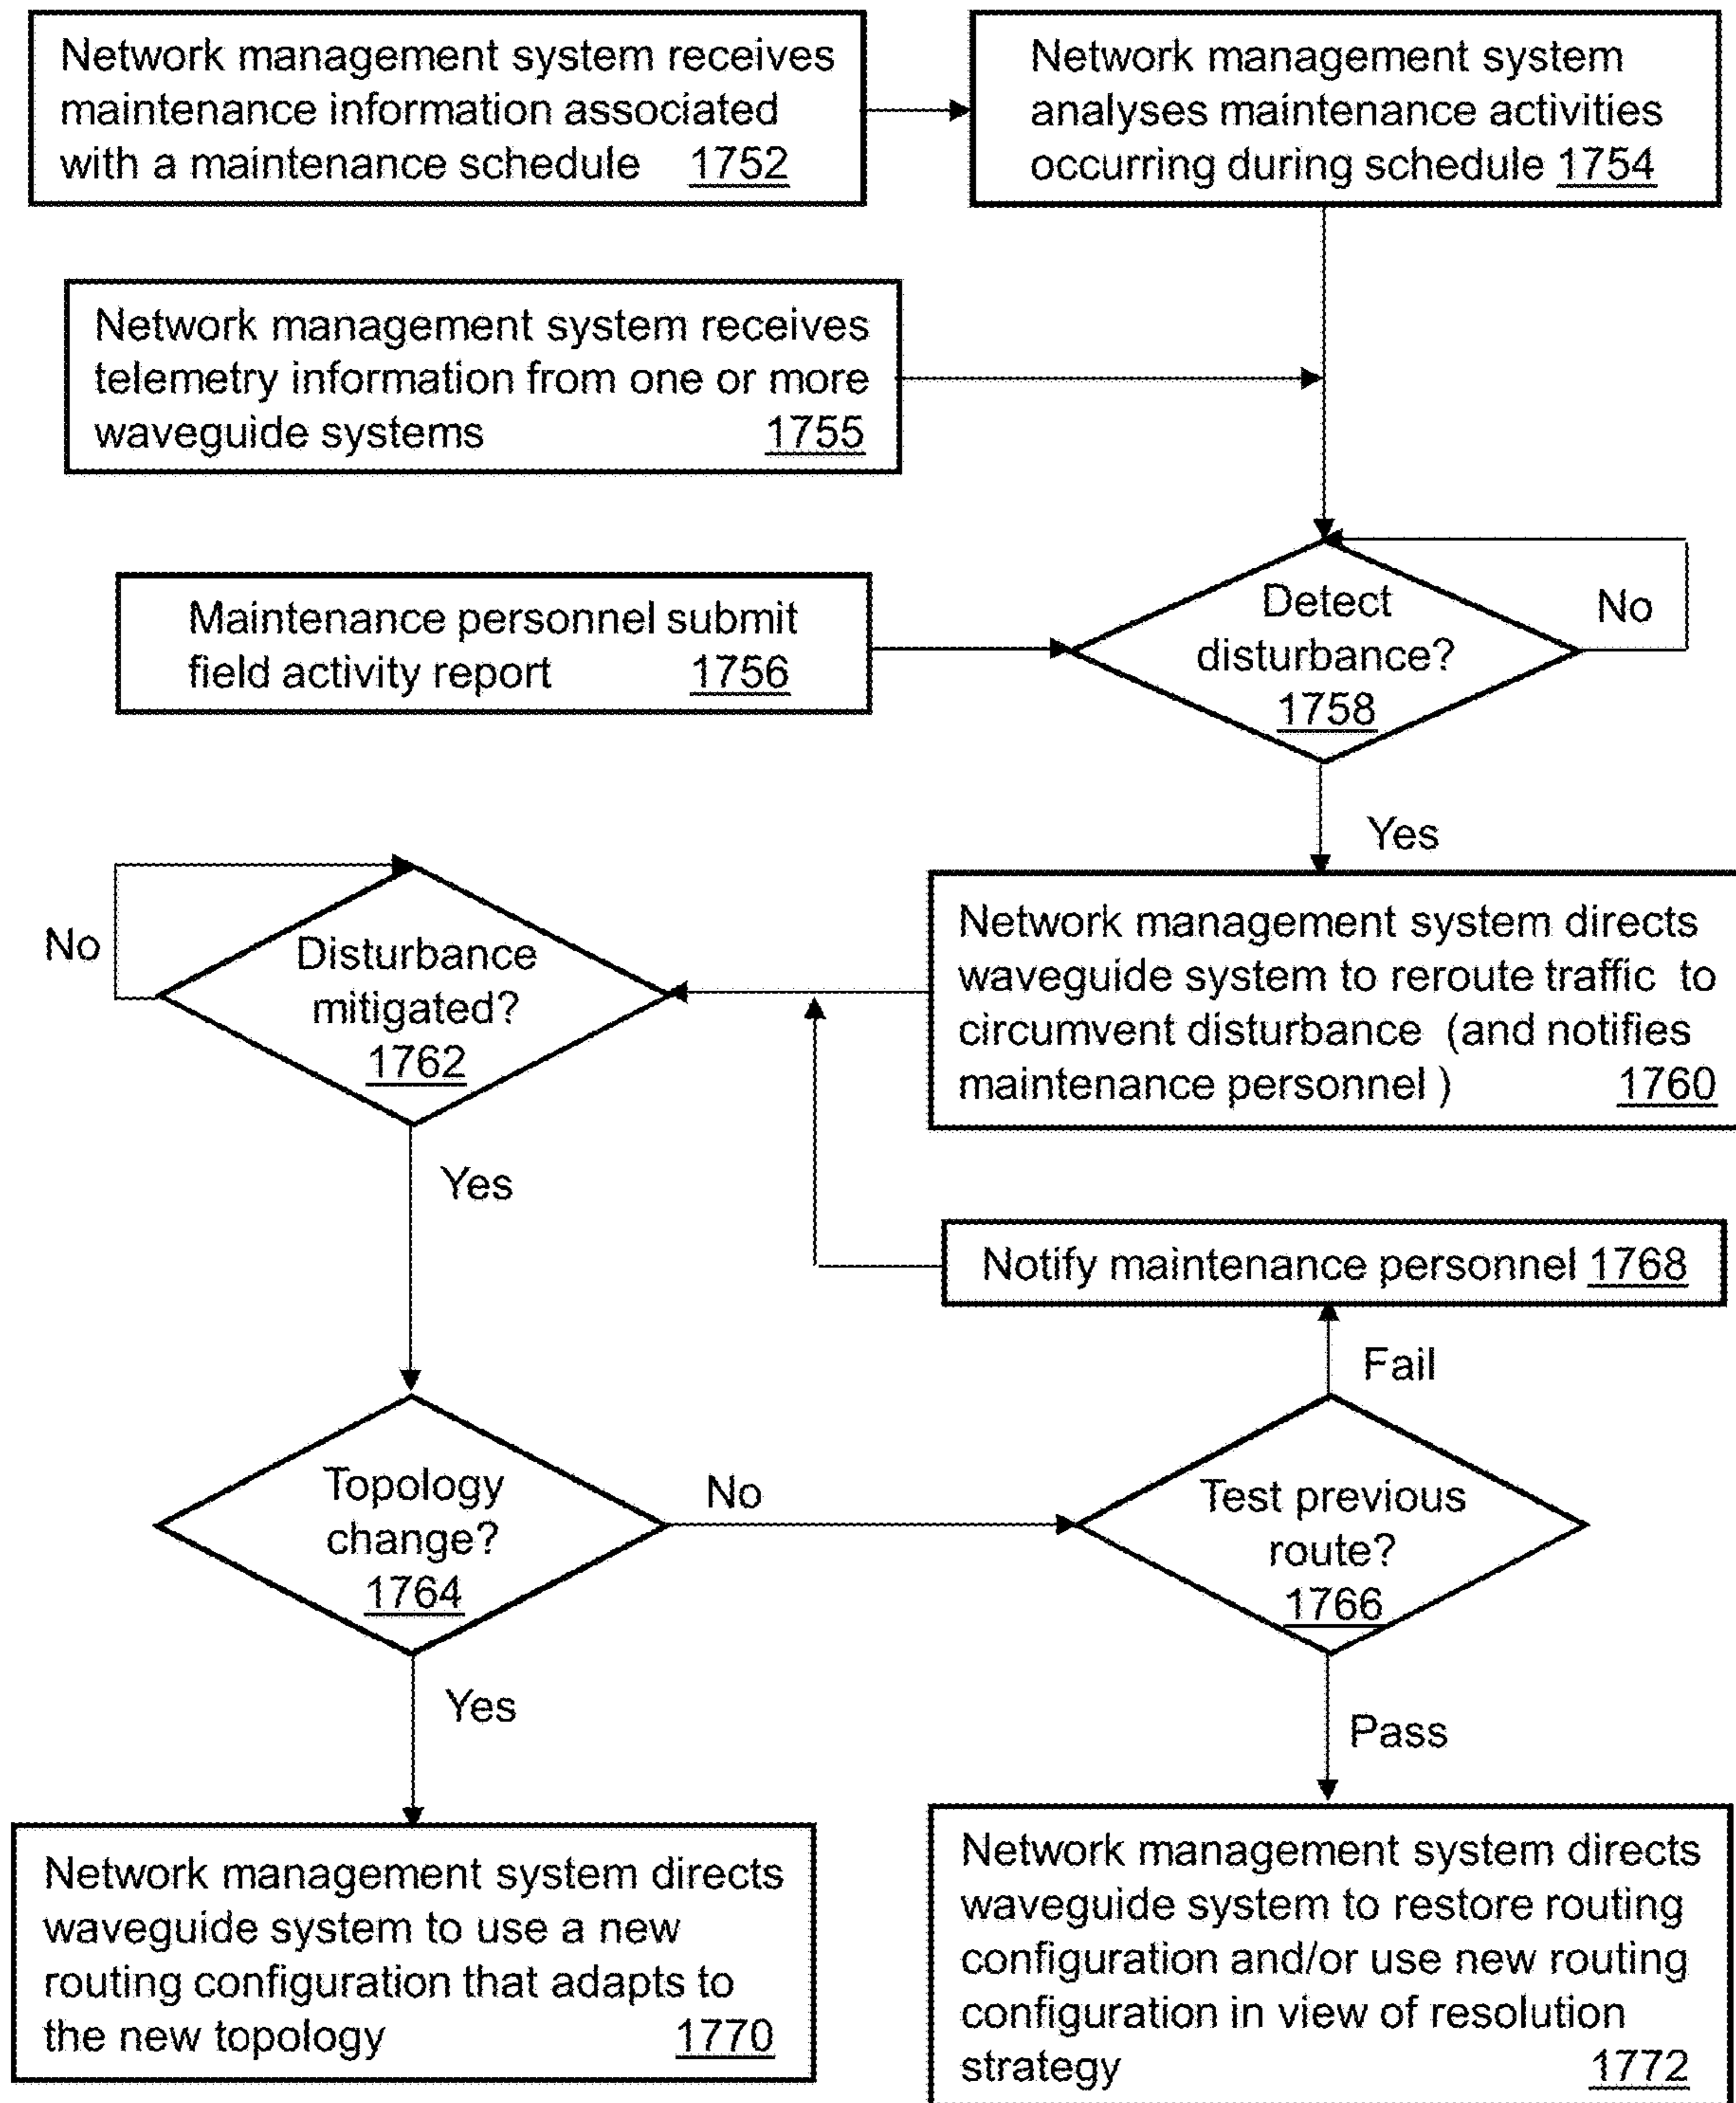 Network management system receives
maintenance information associated
with a maintenance schedule 1752
Network management system
analyses maintenance activities
occurring during schedule 1754
Network management system receives
telemetry information from one or more
waveguide systems 1755
Maintenance personnel submit
field activity report 1756
Detect
disturbance?
1758
No
Yes
Network management system directs
waveguide system to reroute traffic to
circumvent disturbance (and notifies
maintenance personnel ) 1760
No
Disturbance
mitigated?
1762
Yes
Notify maintenance personnel 1768
Fail
Topology
change?
1764
No
Test previous
route?
1766
Yes
Pass
Network management system directs
waveguide system to use a new
routing configuration that adapts to
the new topology 1770
Network management system directs
waveguide system to restore routing
configuration and/or use new routing
configuration in view of resolution
strategy 1772